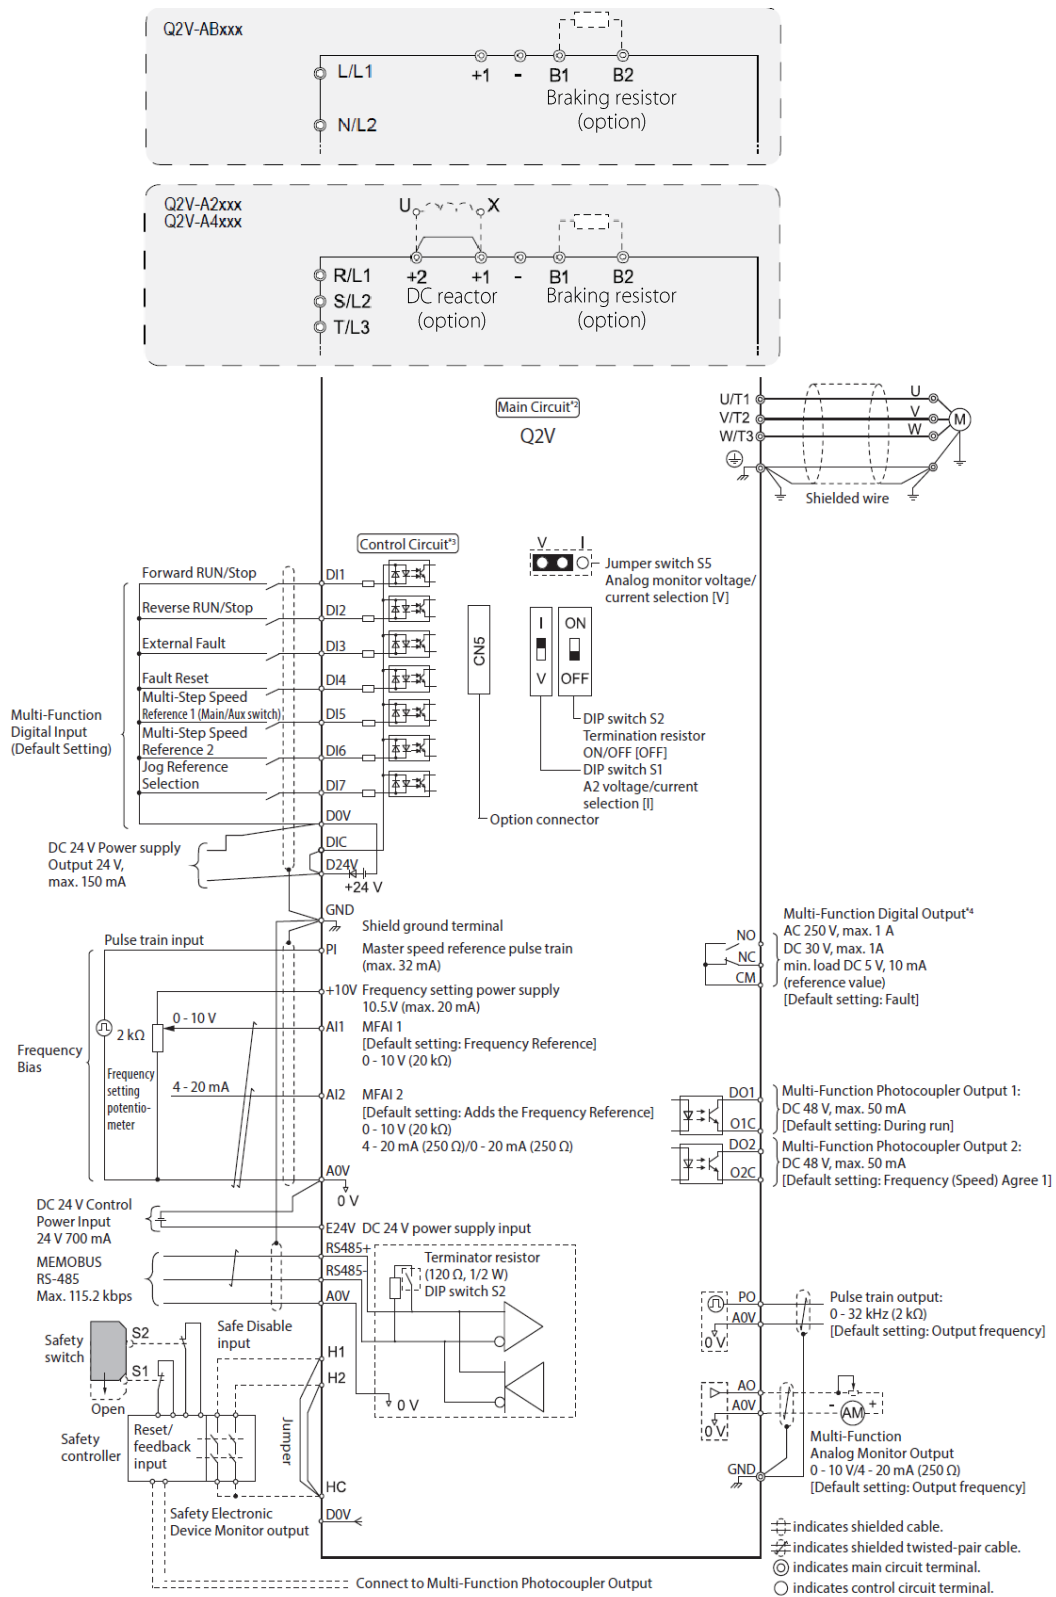 Q2V-ABxxx
L/L1
N/L2
+1
-
B1
B2
Braking resistor
(option)
Q2V-A2xxx
Q2V-A4xxx
U
X
R/L1
S/L2
T/L3
+2
+1
-
B1
B2
DC reactor
(option)
Braking resistor
(option)
Main Circuit*2
Q2V
U/T1
V/T2
W/T3
U
V
W
M
Shielded wire
Control Circuit*3
V
I
Jumper switch S5
Analog monitor voltage/
current selection [V]
CN5
I
V
ON
OFF
DIP switch S2
Termination resistor
ON/OFF [OFF]
DIP switch S1
A2 voltage/current
selection [I]
Option connector
Multi-Function
Digital Input
(Default Setting)
Forward RUN/Stop
DI1
Reverse RUN/Stop
DI2
External Fault
DI3
Fault Reset
DI4
Multi-Step Speed
Reference 1 (Main/Aux switch)
DI5
Multi-Step Speed
Reference 2
DI6
Jog Reference
Selection
DI7
D0V
DIC
D24V
+24 V
DC 24 V Power supply
Output 24 V,
max. 150 mA
GND
Shield ground terminal
Pulse train input
PI
Master speed reference pulse train
(max. 32 mA)
+10V
Frequency setting power supply
10.5.V (max. 20 mA)
0 - 10 V
2 kΩ
AI1
MFAI 1
[Default setting: Frequency Reference]
0 - 10 V (20 kΩ)
Frequency
Bias
Frequency
setting
potentio-
meter
4 - 20 mA
AI2
MFAI 2
[Default setting: Adds the Frequency Reference]
0 - 10 V (20 kΩ)
4 - 20 mA (250 Ω)/0 - 20 mA (250 Ω)
A0V
0 V
NO
NC
CM
Multi-Function Digital Output*4
AC 250 V, max. 1 A
DC 30 V, max. 1A
min. load DC 5 V, 10 mA
(reference value)
[Default setting: Fault]
DO1
O1C
Multi-Function Photocoupler Output 1:
DC 48 V, max. 50 mA
[Default setting: During run]
DO2
O2C
Multi-Function Photocoupler Output 2:
DC 48 V, max. 50 mA
[Default setting: Frequency (Speed) Agree 1]
DC 24 V Control
Power Input
24 V 700 mA
E24V
DC 24 V power supply input
MEMOBUS
RS-485
Max. 115.2 kbps
RS485+
RS485-
A0V
Terminator resistor
(120 Ω, 1/2 W)
DIP switch S2
0 V
PO
A0V
0 V
Pulse train output:
0 - 32 kHz (2 kΩ)
[Default setting: Output frequency]
AO
A0V
0 V
-
+
AM
Multi-Function
Analog Monitor Output
0 - 10 V/4 - 20 mA (250 Ω)
[Default setting: Output frequency]
GND
Safety
switch
S2
S1
Open
Safe Disable
input
H1
H2
Jumper
HC
D0V
Safety
controller
Reset/
feedback
input
Safety Electronic
Device Monitor output
Connect to Multi-Function Photocoupler Output
indicates shielded cable.
indicates shielded twisted-pair cable.
indicates main circuit terminal.
indicates control circuit terminal.